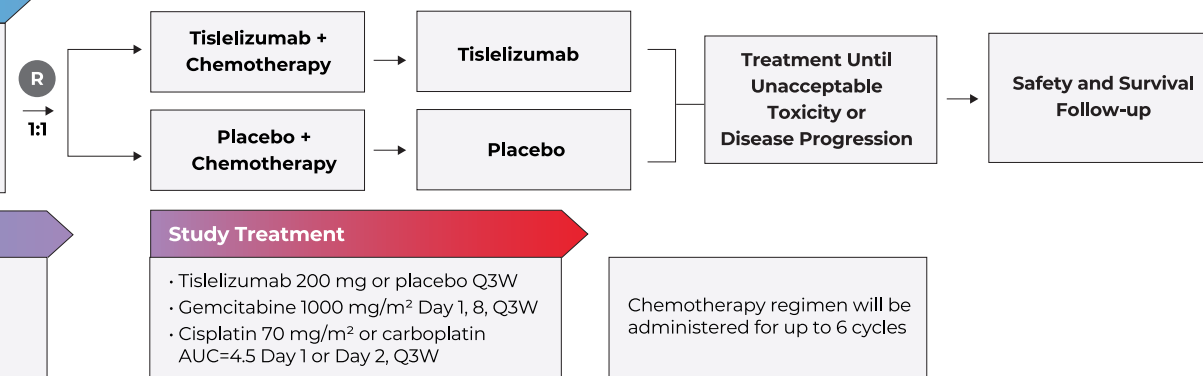 R
1:1
Tislelizumab +
Chemotherapy
Tislelizumab
Placebo +
Chemotherapy
Placebo
Treatment Until
Unacceptable
Toxicity or
Disease Progression
Safety and Survival
Follow-up
Study Treatment
· Tislelizumab 200 mg or placebo Q3W
· Gemcitabine 1000 mg/m² Day 1, 8, Q3W
· Cisplatin 70 mg/m² or carboplatin
AUC=4.5 Day 1 or Day 2, Q3W
Chemotherapy regimen will be
administered for up to 6 cycles